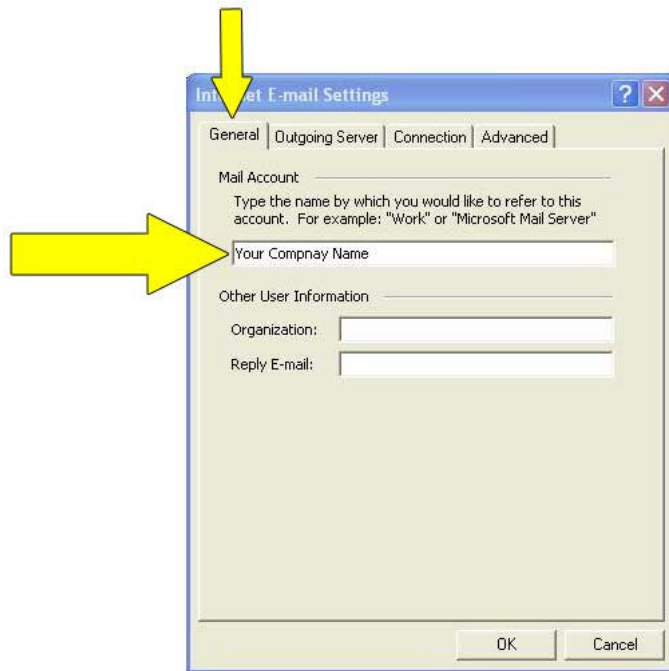 Internet E-mail Settings
General Outgoing Server Connection Advanced
Mail Account
Type the name by which you would like to refer to this
account. For example: "Work" or "Microsoft Mail Server"
Your Compnay Name
Other User Information
Organization:
Reply E-mail:
OK Cancel